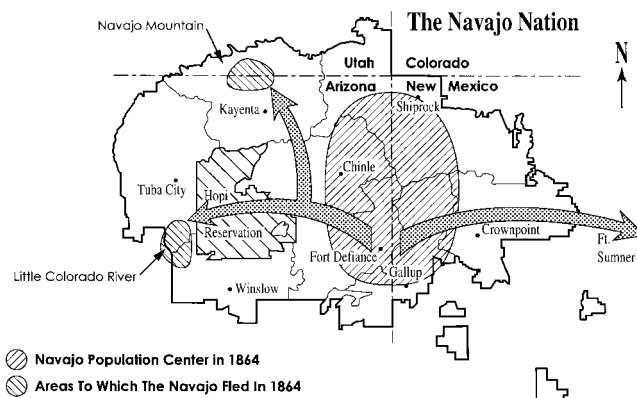 The Navajo Nation
Navajo Mountain
N
Utah
Colorado
Arizona
New Mexico
Shiprock
Kayenta
Chinle
Tuba City
Hopi
Reservation
Crownpoint
Ft.
Sumner
Fort Defiance
Gallup
Little Colorado River
Winslow
Navajo Population Center in 1864
Areas To Which The Navajo Fled In 1864